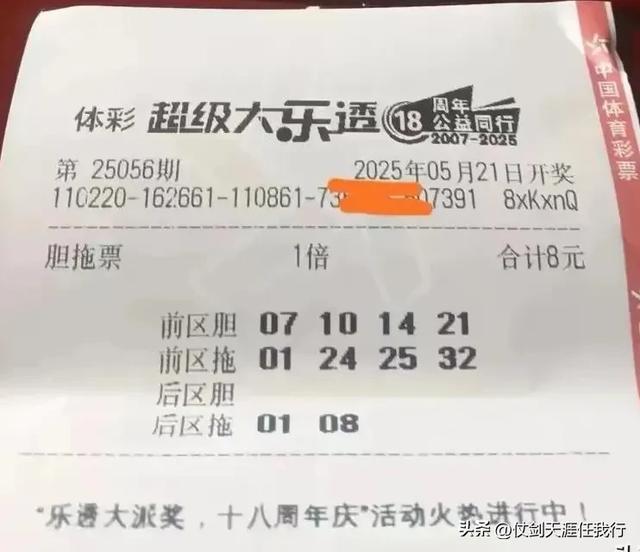 体彩 超级大乐透 18 周年
公益同行
2007-2025
中国体育彩票
第 25056期 2025年05月21日开奖
110220-162661-110861-73 07391 8xKxnQ
胆拖票 1倍 合计8元
前区胆 07 10 14 21
前区拖 01 24 25 32
后区胆
后区拖 01 08
“乐透大派奖，十八周年庆”活动火热进行中！
头条 @仗剑天涯任我行